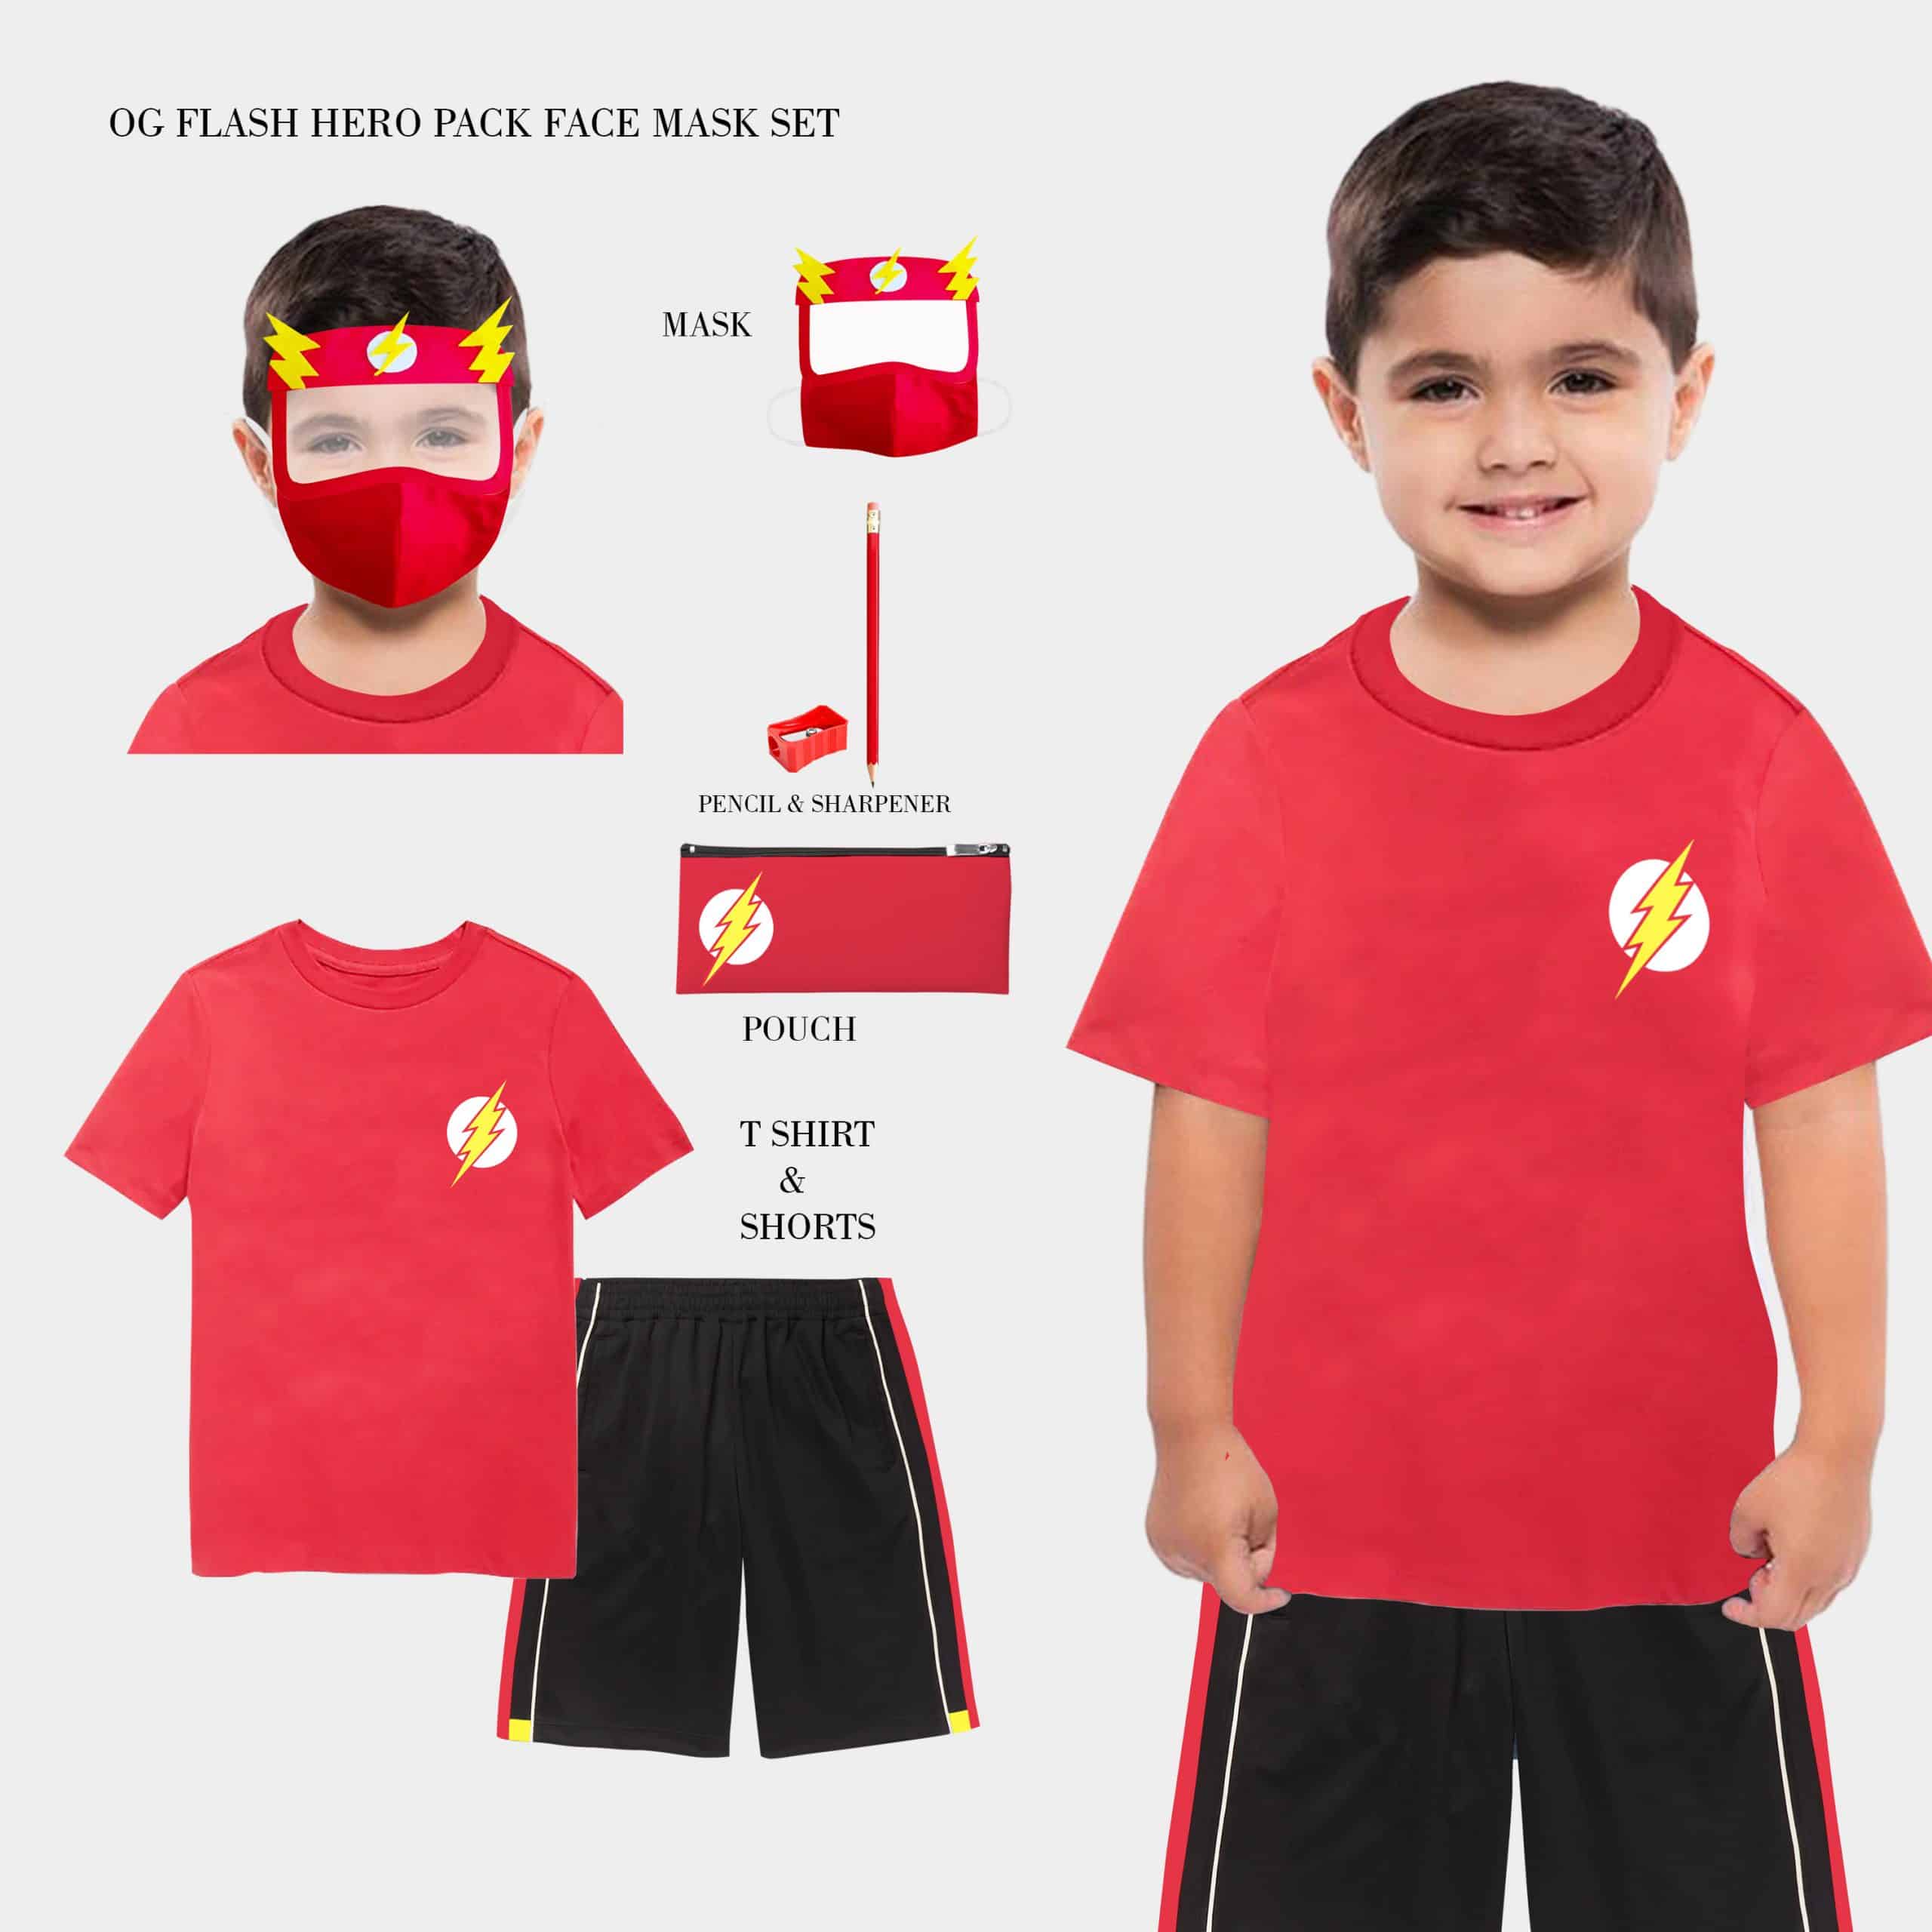 OG FLASH HERO PACK FACE MASK SET
MASK
PENCIL & SHARPENER
POUCH
T SHIRT
&
SHORTS